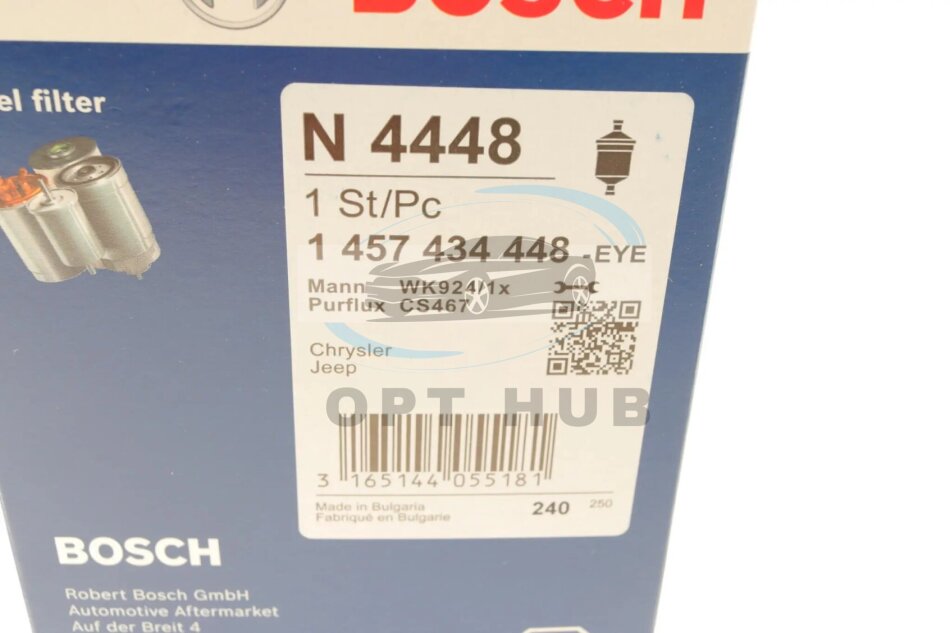 BOSCH
el filter
N 4448
1 St/Pc
1 457 434 448 -EYE
Mann WK924/1x
Purflux CS467
Chrysler
Jeep
OPT HUB
3 165144 055181
Made in Bulgaria
Fabriqué en Bulgarie
240 250
BOSCH
Robert Bosch GmbH
Automotive Aftermarket
Auf der Breit 4